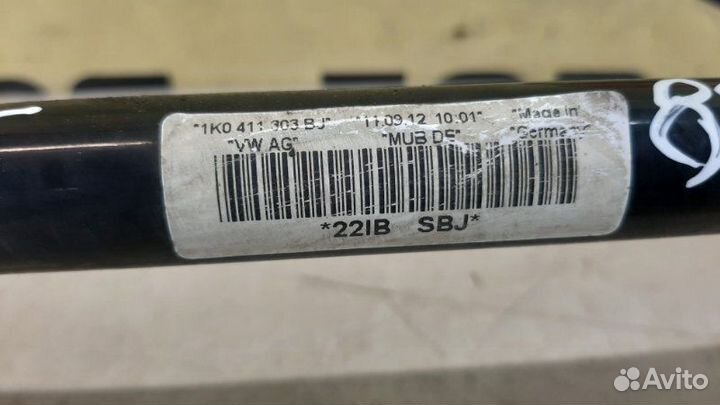 "1K0 411 303 BJ" "11.09.12 10:01" "Made in
"VW AG" "MUB DS" "Germany"
*22IB SBJ*
Avito